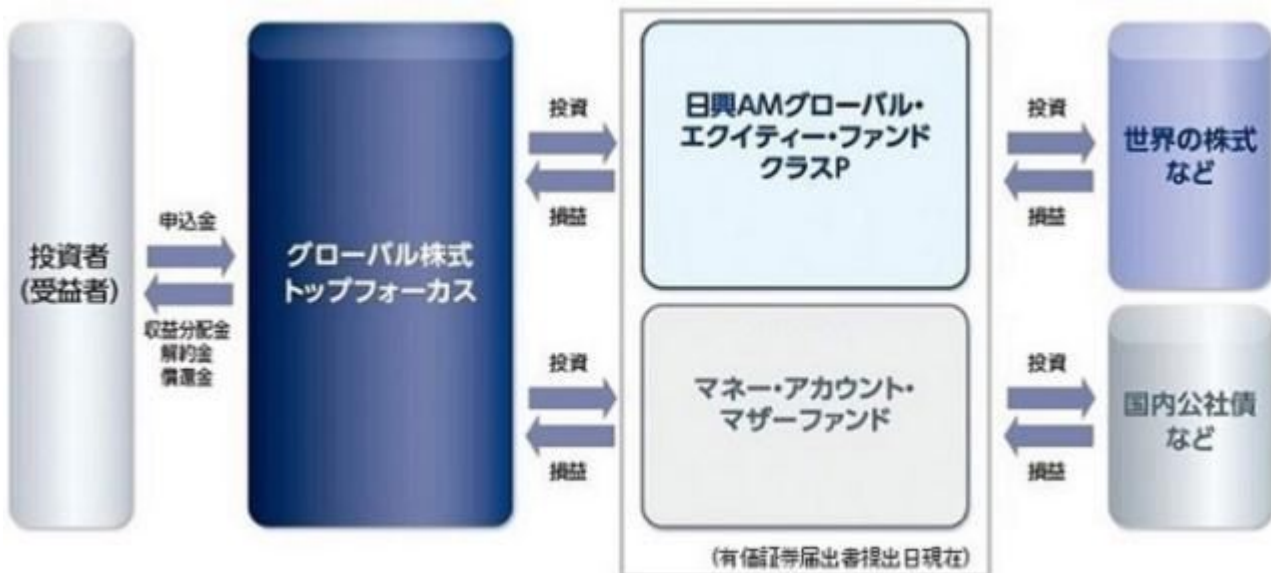 投資者
(受益者)
申込金
収益分配金
解約金
償還金
グローバル株式
トップフォーカス
投資
損益
投資
損益
日興AMグローバル・
エクイティー・ファンド
クラスP
マネー・アカウント・
マザーファンド
(有価証券届出書提出日現在)
投資
損益
投資
損益
世界の株式
など
国内公社債
など